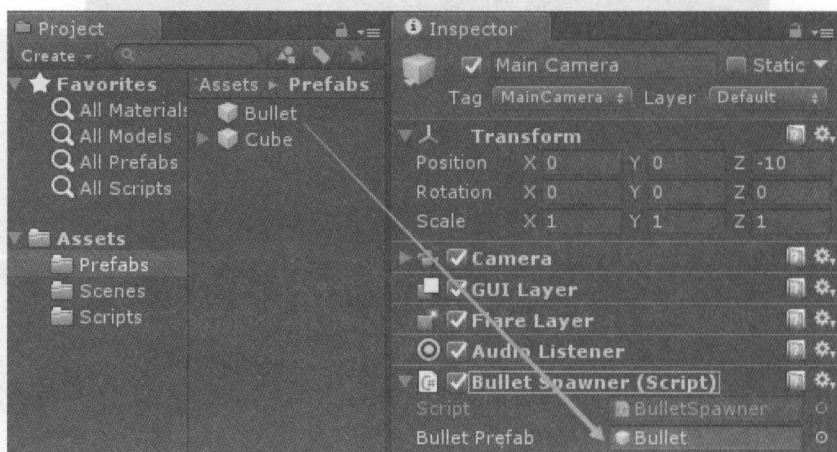 Project
Create
Favorites
All Materials
All Models
All Prefabs
All Scripts
Assets
Prefabs
Scenes
Scripts
Assets ▸ Prefabs
Bullet
Cube
Inspector
Main Camera Static
Tag MainCamera Layer Default
Transform
Position X 0 Y 0 Z -10
Rotation X 0 Y 0 Z 0
Scale X 1 Y 1 Z 1
Camera
GUI Layer
Flare Layer
Audio Listener
Bullet Spawner (Script)
Script BulletSpawner
Bullet Prefab Bullet